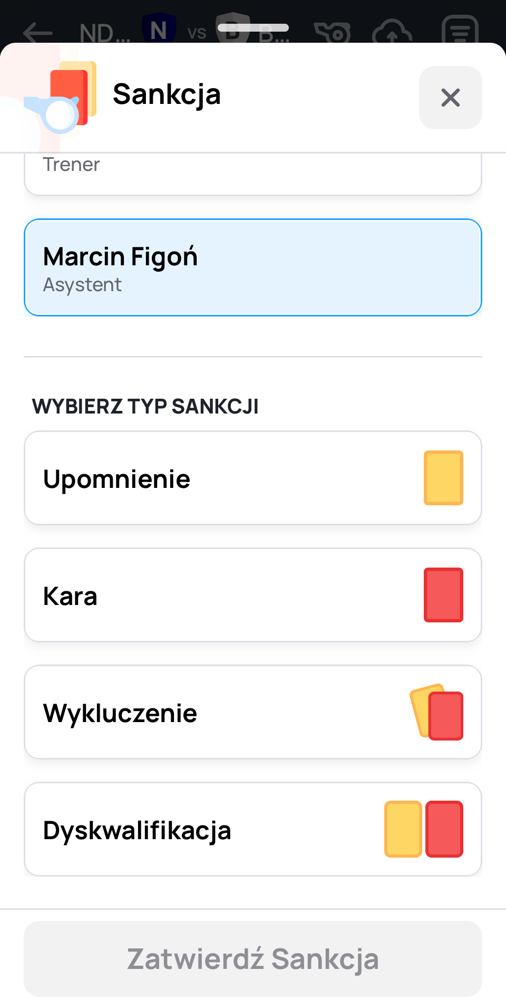 ND... N vs B B...
Sankcja
Trener
Marcin Figoń
Asystent
WYBIERZ TYP SANKCJI
Upomnienie
Kara
Wykluczenie
Dyskwalifikacja
Zatwierdź Sankcja